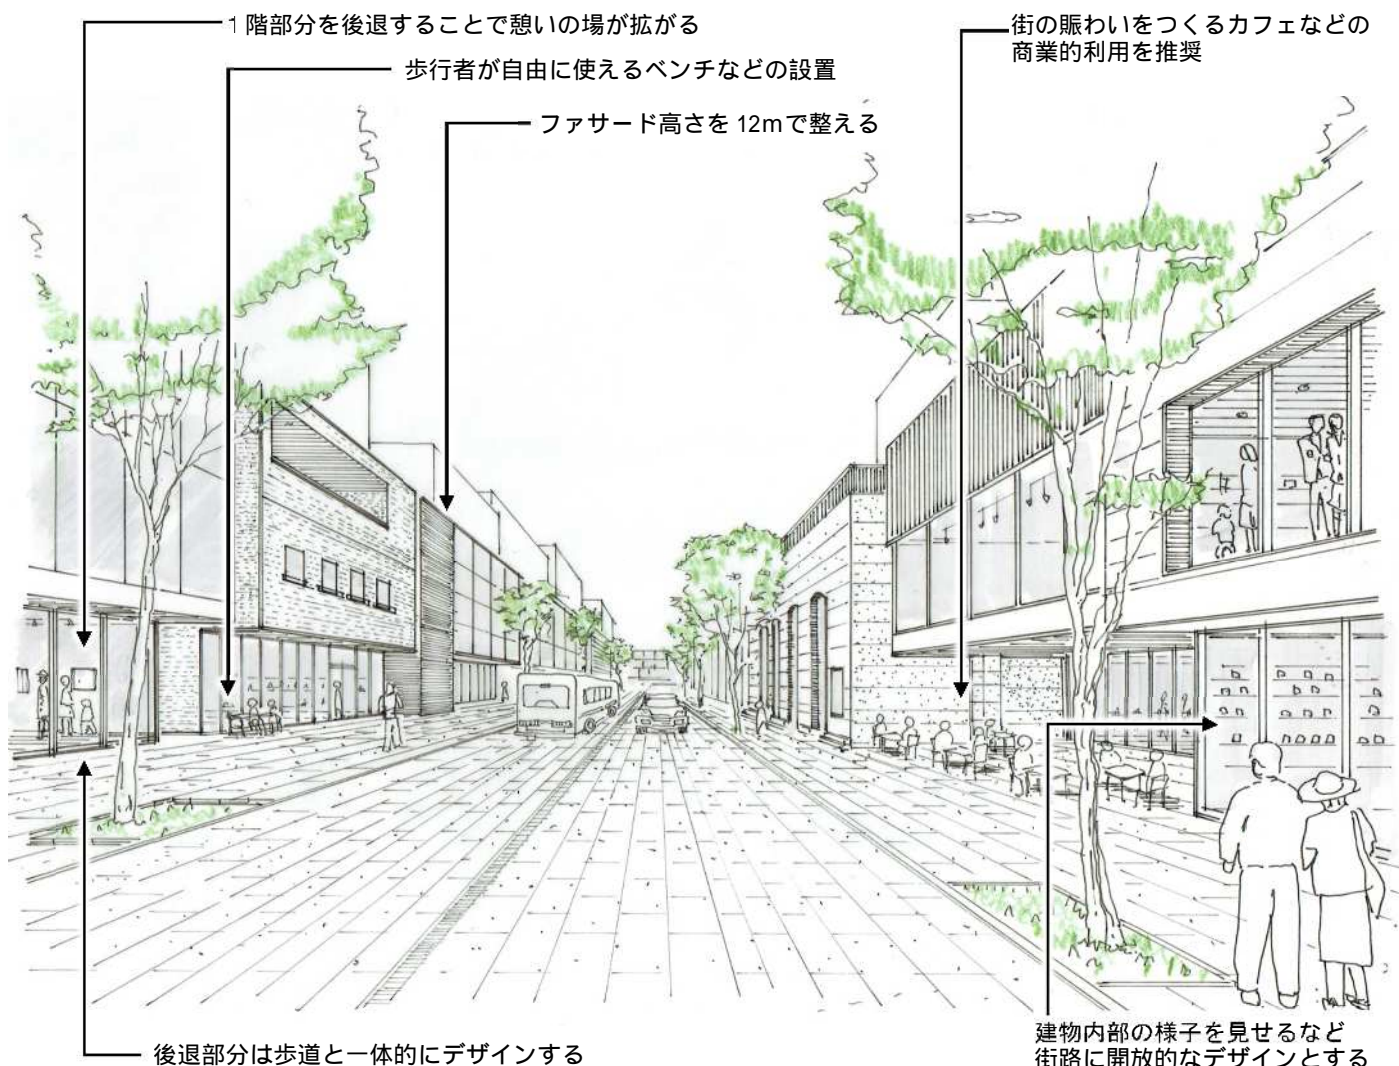 1階部分を後退することで憩いの場が拡がる
街の賑わいをつくるカフェなどの
商業的利用を推奨
歩行者が自由に使えるベンチなどの設置
ファサード高さを 12mで整える
後退部分は歩道と一体的にデザインする
建物内部の様子を見せるなど
街路に開放的なデザインとする